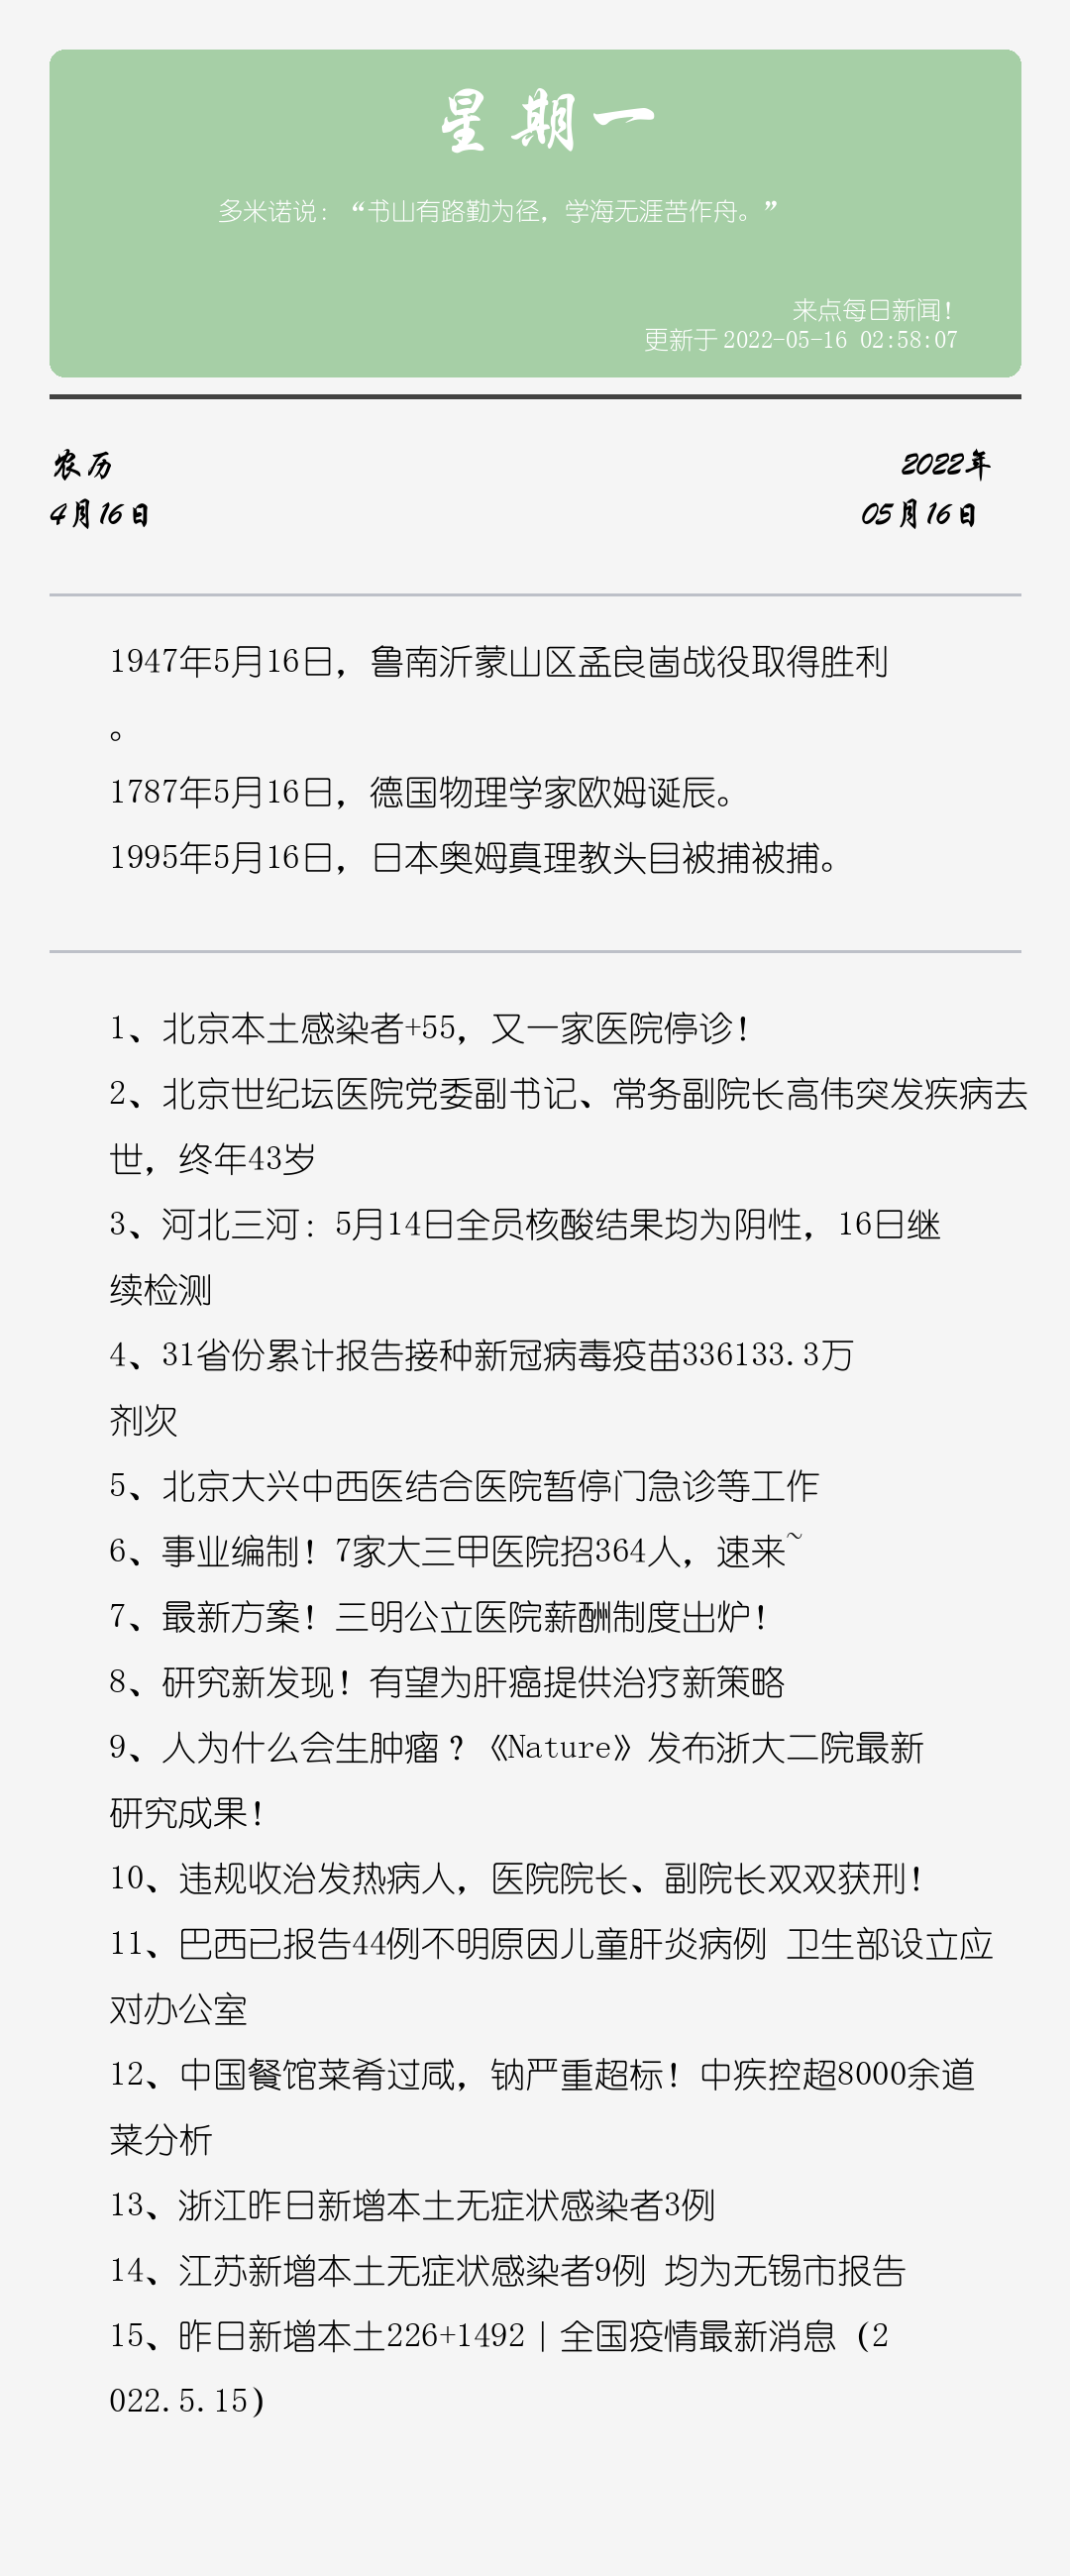 星期一
多米诺说：“书山有路勤为径，学海无涯苦作舟。”
来点每日新闻！
更新于2022-05-16 02:58:07
农历
2022年
4月16日
05月16日
1947年5月16日，鲁南沂蒙山区孟良崮战役取得胜利
。
1787年5月16日，德国物理学家欧姆诞辰。
1995年5月16日，日本奥姆真理教头目被捕被捕。
1、北京本土感染者+55，又一家医院停诊！
2、北京世纪坛医院党委副书记、常务副院长高伟突发疾病去
世，终年43岁
3、河北三河：5月14日全员核酸结果均为阴性，16日继
续检测
4、31省份累计报告接种新冠病毒疫苗336133.3万
剂次
5、北京大兴中西医结合医院暂停门急诊等工作
6、事业编制！7家大三甲医院招364人，速来~
7、最新方案！三明公立医院薪酬制度出炉！
8、研究新发现！有望为肝癌提供治疗新策略
9、人为什么会生肿瘤？《Nature》发布浙大二院最新
研究成果！
10、违规收治发热病人，医院院长、副院长双双获刑！
11、巴西已报告44例不明原因儿童肝炎病例 卫生部设立应
对办公室
12、中国餐馆菜肴过咸，钠严重超标！中疾控超8000余道
菜分析
13、浙江昨日新增本土无症状感染者3例
14、江苏新增本土无症状感染者9例 均为无锡市报告
15、昨日新增本土226+1492｜全国疫情最新消息（2
022.5.15）